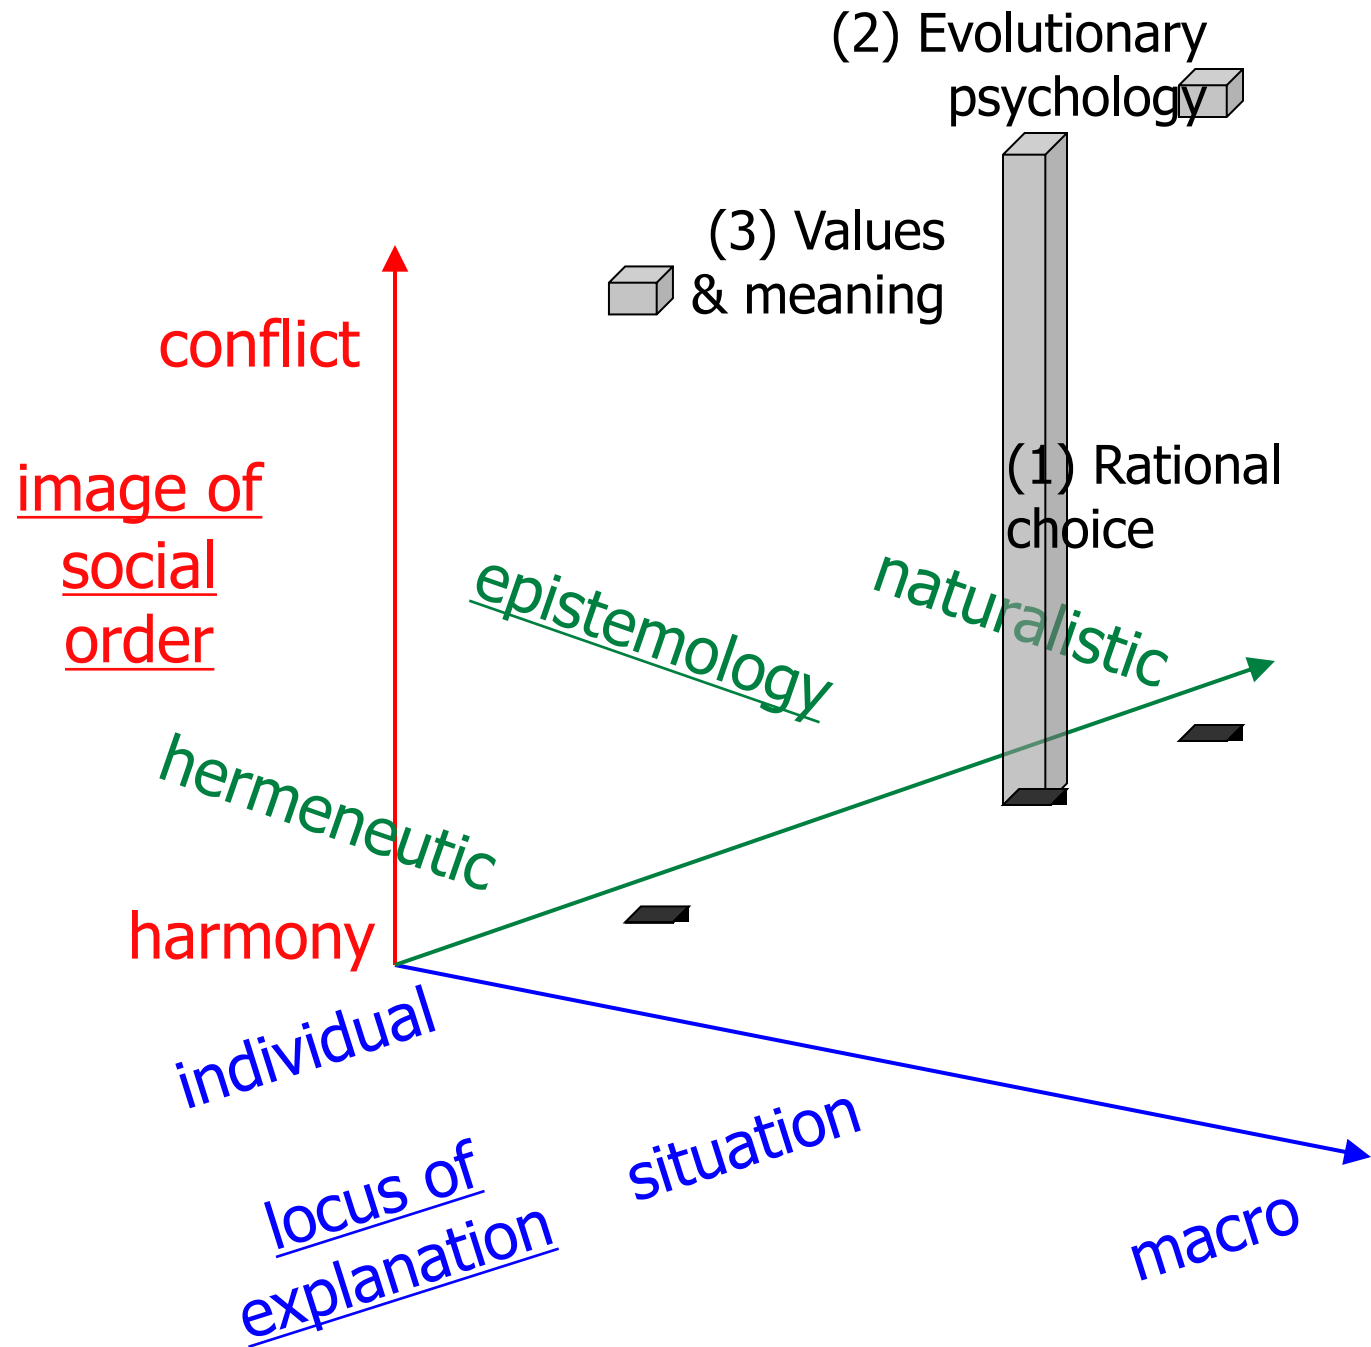 (2) Evolutionary
psychology
(3) Values
& meaning
conflict
(1) Rational
choice
image of
social
order
epistemology
naturalistic
hermeneutic
harmony
individual
situation
locus of
explanation
macro